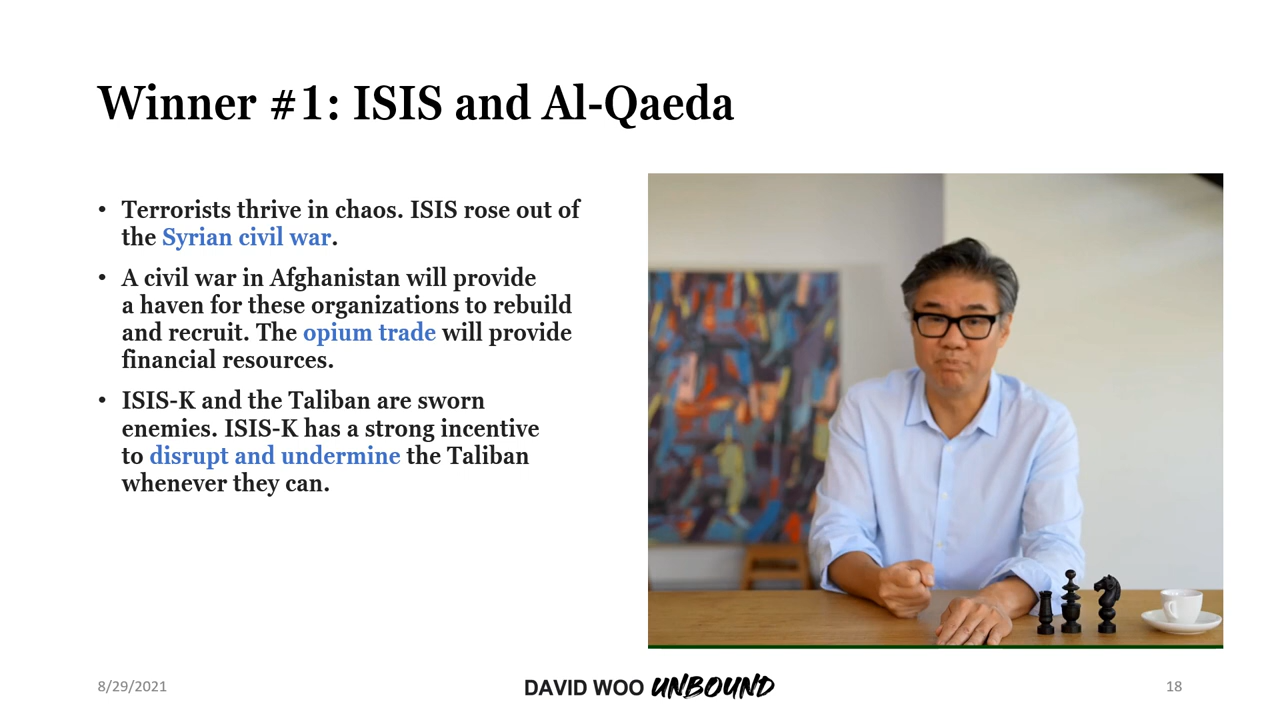 Winner #1: ISIS and Al-Qaeda
• Terrorists thrive in chaos. ISIS rose out of
the Syrian civil war.
• A civil war in Afghanistan will provide
a haven for these organizations to rebuild
and recruit. The opium trade will provide
financial resources.
• ISIS-K and the Taliban are sworn
enemies. ISIS-K has a strong incentive
to disrupt and undermine the Taliban
whenever they can.
8/29/2021
DAVID WOO UNBOUND
18